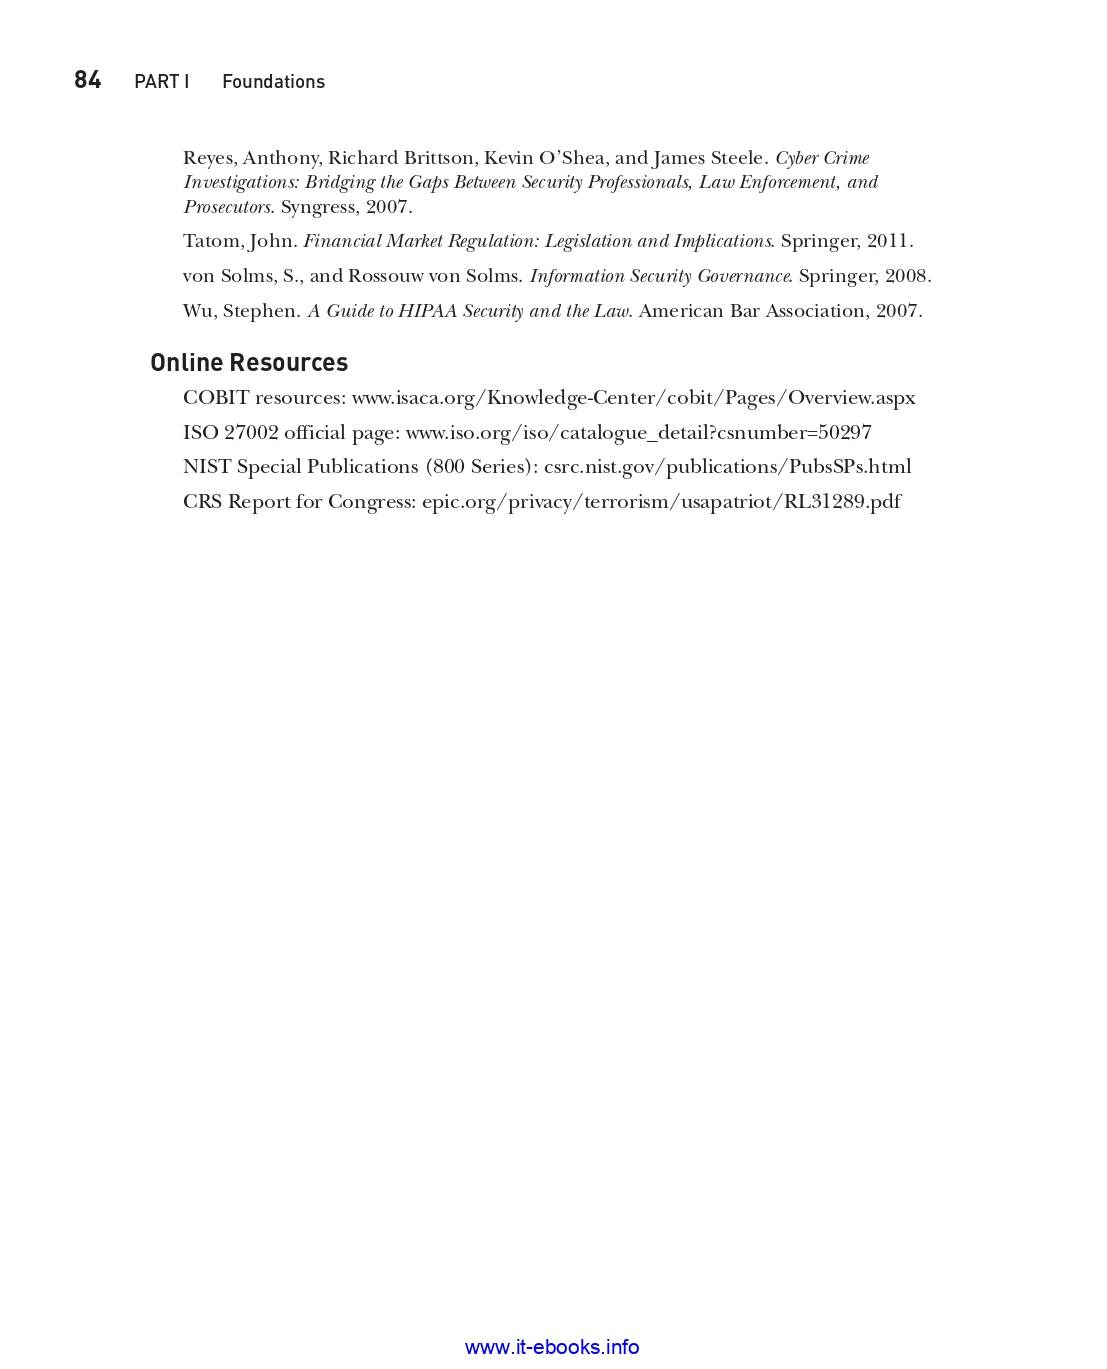 84 PART I Foundations
Reyes, Anthony, Richard Brittson, Kevin O’Shea, and James Steele. Cyber Crime
Investigations: Bridging the Gaps Between Security Professionals, Law Enforcement, and
Prosecutors. Syngress, 2007.
Tatom, John. Financial Market Regulation: Legislation and Implications. Springer, 2011.
von Solms, S., and Rossouw von Solms. Information Security Governance. Springer, 2008.
Wu, Stephen. A Guide to HIPAA Security and the Law. American Bar Association, 2007.
Online Resources
COBIT resources: www.isaca.org/Knowledge-Center/cobit/Pages/Overview.aspx
ISO 27002 official page: www.iso.org/iso/catalogue_detail?csnumber=50297
NIST Special Publications (800 Series): csrc.nist.gov/publications/PubsSPs.html
CRS Report for Congress: epic.org/privacy/terrorism/usapatriot/RL31289.pdf
www.it-ebooks.info